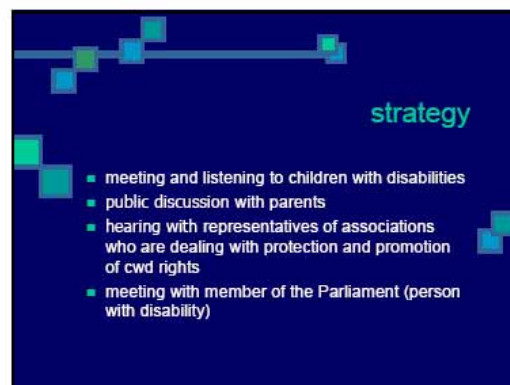 strategy
meeting and listening to children with disabilities
public discussion with parents
hearing with representatives of associations
who are dealing with protection and promotion
of cwd rights
meeting with member of the Parliament (person
with disability)